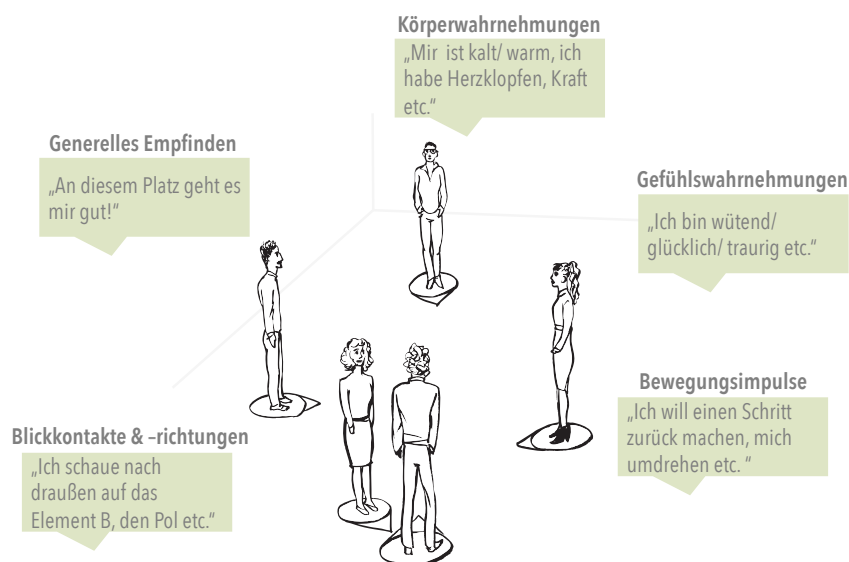 Körperwahrnehmungen
„Mir ist kalt/ warm, ich
habe Herzklopfen, Kraft
etc.“
Generelles Empfinden
„An diesem Platz geht es
mir gut!“
Gefühlswahrnehmungen
„Ich bin wütend/
glücklich/ traurig etc.“
Bewegungsimpulse
„Ich will einen Schritt
zurück machen, mich
umdrehen etc. “
Blickkontakte & –richtungen
„Ich schaue nach
draußen auf das
Element B, den Pol etc.“